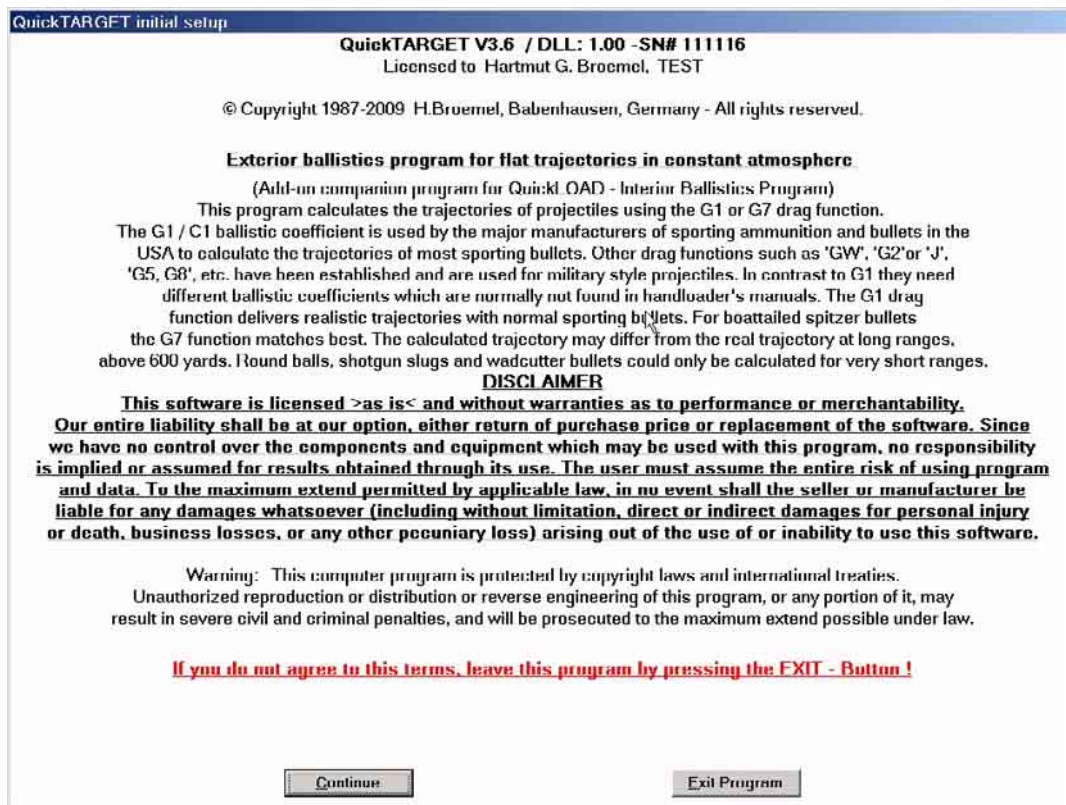 QuickTARGET initial setup
QuickTARGET V3.6 / DLL: 1.00 -SN# 111116
Licensed to Hartmut G. Broemel, TEST
© Copyright 1987-2009 H.Broemel, Babenhausen, Germany - All rights reserved.
Exterior ballistics program for flat trajectories in constant atmosphere
(Add-on companion program for QuickLOAD - Interior Ballistics Program)
This program calculates the trajectories of projectiles using the G1 or G7 drag function.
The G1 / C1 ballistic coefficient is used by the major manufacturers of sporting ammunition and bullets in the
USA to calculate the trajectories of most sporting bullets. Other drag functions such as 'GW', 'G2'or 'J',
'G5, G8', etc. have been established and are used for military style projectiles. In contrast to G1 they need
different ballistic coefficients which are normally not found in handloader's manuals. The G1 drag
function delivers realistic trajectories with normal sporting bullets. For boattailed spitzer bullets
the G7 function matches best. The calculated trajectory may differ from the real trajectory at long ranges,
above 600 yards. Round balls, shotgun slugs and wadcutter bullets could only be calculated for very short ranges.
DISCLAIMER
This software is licensed >as is< and without warranties as to performance or merchantability.
Our entire liability shall be at our option, either return of purchase price or replacement of the software. Since
we have no control over the components and equipment which may be used with this program, no responsibility
is implied or assumed for results obtained through its use. The user must assume the entire risk of using program
and data. To the maximum extend permitted by applicable law, in no event shall the seller or manufacturer be
liable for any damages whatsoever (including without limitation, direct or indirect damages for personal injury
or death, business losses, or any other pecuniary loss) arising out of the use of or inability to use this software.
Warning: This computer program is protected by copyright laws and international treaties.
Unauthorized reproduction or distribution or reverse engineering of this program, or any portion of it, may
result in severe civil and criminal penalties, and will be prosecuted to the maximum extend possible under law.
If you do not agree to this terms, leave this program by pressing the EXIT - Button !
Continue
Exit Program